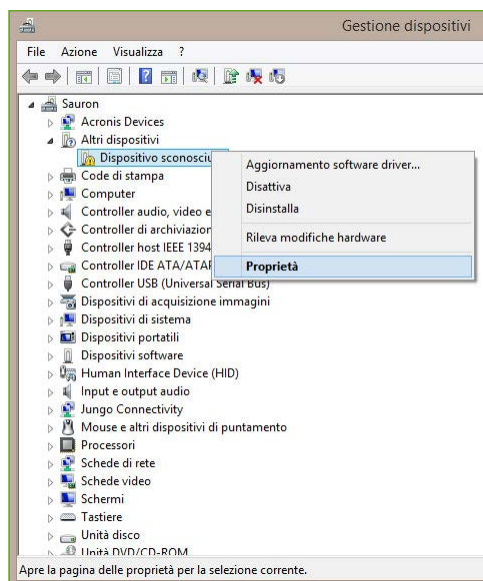 Gestione dispositivi
File Azione Visualizza ?
Sauron
Acronis Devices
Altri dispositivi
Dispositivo sconosciu
Aggiornamento software driver...
Code di stampa
Disattiva
Computer
Disinstalla
Controller audio, video e
Controller di archiviazion
Rileva modifiche hardware
Controller host IEEE 1394
Controller IDE ATA/ATAP
Proprietà
Controller USB (Universal Serial Bus)
Dispositivi di acquisizione immagini
Dispositivi di sistema
Dispositivi portatili
Dispositivi software
Human Interface Device (HID)
Input e output audio
Jungo Connectivity
Mouse e altri dispositivi di puntamento
Processori
Schede di rete
Schede video
Schermi
Tastiere
Unità disco
Unità DVD/CD-ROM
Apre la pagina delle proprietà per la selezione corrente.